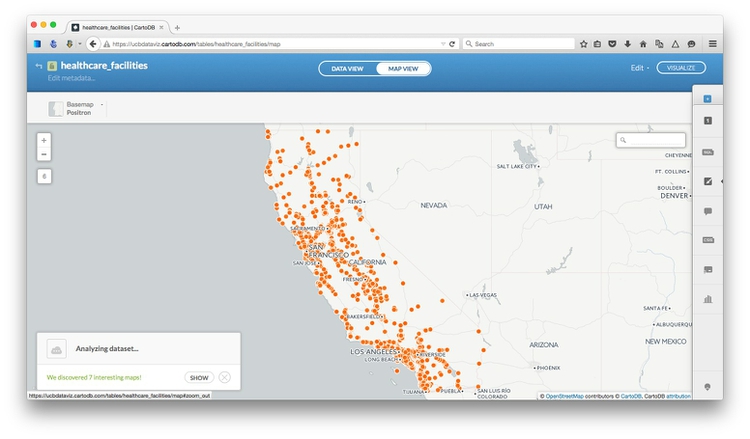 healthcare_facilities | CartoDB
https://ucbdataviz.cartodb.com/tables/healthcare_facilities/map
Search
healthcare_facilities
Edit metadata...
DATA VIEW
MAP VIEW
Edit
VISUALIZE
Basemap
Positron
SALT LAKE CITY
CHEYENNE
FT. COLLINS
BOULDER
DENVER
RENO
NEVADA
UTAH
SACRAMENTO
SAN
FRANCISCO
SAN JOSE
CALIFORNIA
FRESNO
LAS VEGAS
SANTA FE
BAKERSFIELD
ALBUQUERQU
LOS ANGELES
RIVERSIDE
LONG BEACH
ARIZONA
NEW MEXICO
PHOENIX
TIJUANA
PUEBLA
SAN LUIS RÍO
COLORADO
Analyzing dataset...
We discovered 7 interesting maps!
SHOW
https://ucbdataviz.cartodb.com/tables/healthcare_facilities/map#zoom_out
© OpenStreetMap contributors © CartoDB, CartoDB attribution